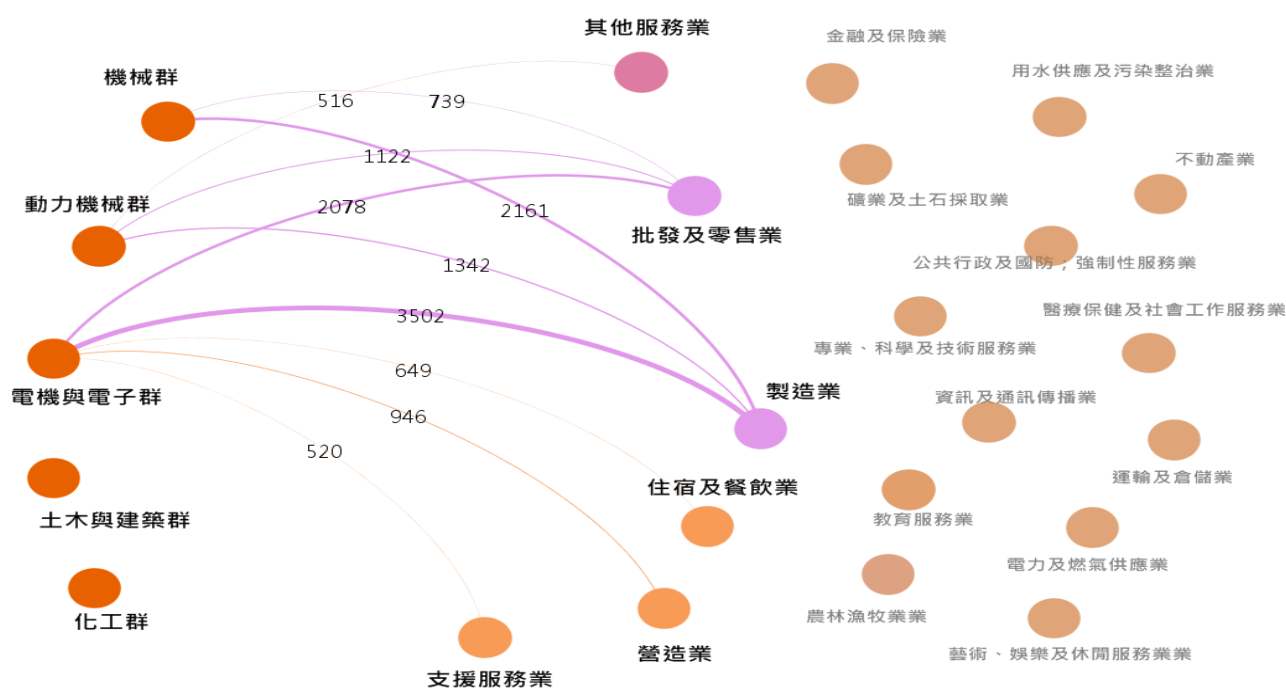 其他服務業
金融及保險業
機械群
用水供應及污染整治業
516
739
1122
不動產業
動力機械群
2078
2161
礦業及土石採取業
批發及零售業
1342
公共行政及國防；強制性服務業
3502
醫療保健及社會工作服務業
專業、科學及技術服務業
649
電機與電子群
製造業
資訊及通訊傳播業
946
520
運輸及倉儲業
住宿及餐飲業
土木與建築群
教育服務業
電力及燃氣供應業
化工群
農林漁牧業業
營造業
藝術、娛樂及休閒服務業業
支援服務業